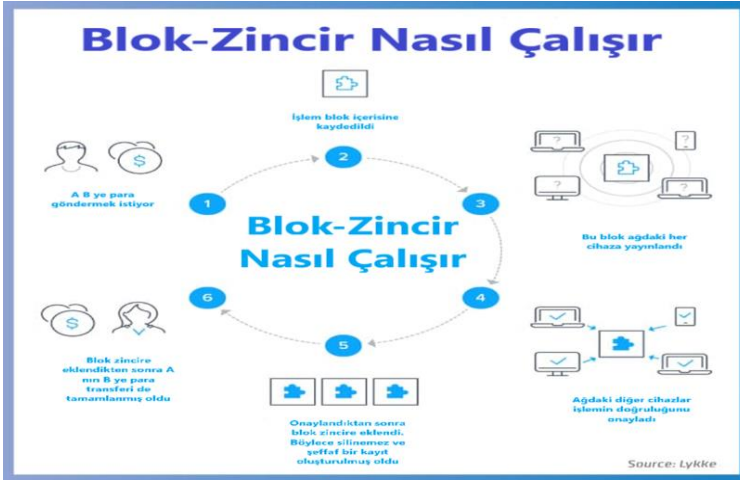 Blok-Zincir Nasıl Çalışır
İşlem blok içerisine
kaydedildi
A B ye para
göndermek istiyor
1
2
3
Blok-Zincir
Nasıl Çalışır
?
?
?
?
Bu blok ağdaki her
cihaza yayınlandı
6
5
4
Blok zincire
eklendikten sonra A
nın B ye para
transferi de
tamamlanmış oldu
Onaylandıktan sonra
blok zincire eklendi.
Böylece silinemez ve
şeffaf bir kayıt
oluşturulmuş oldu
Ağdaki diğer cihazlar
işlemin doğruluğunu
onayladı
$
$
Source: Lykke